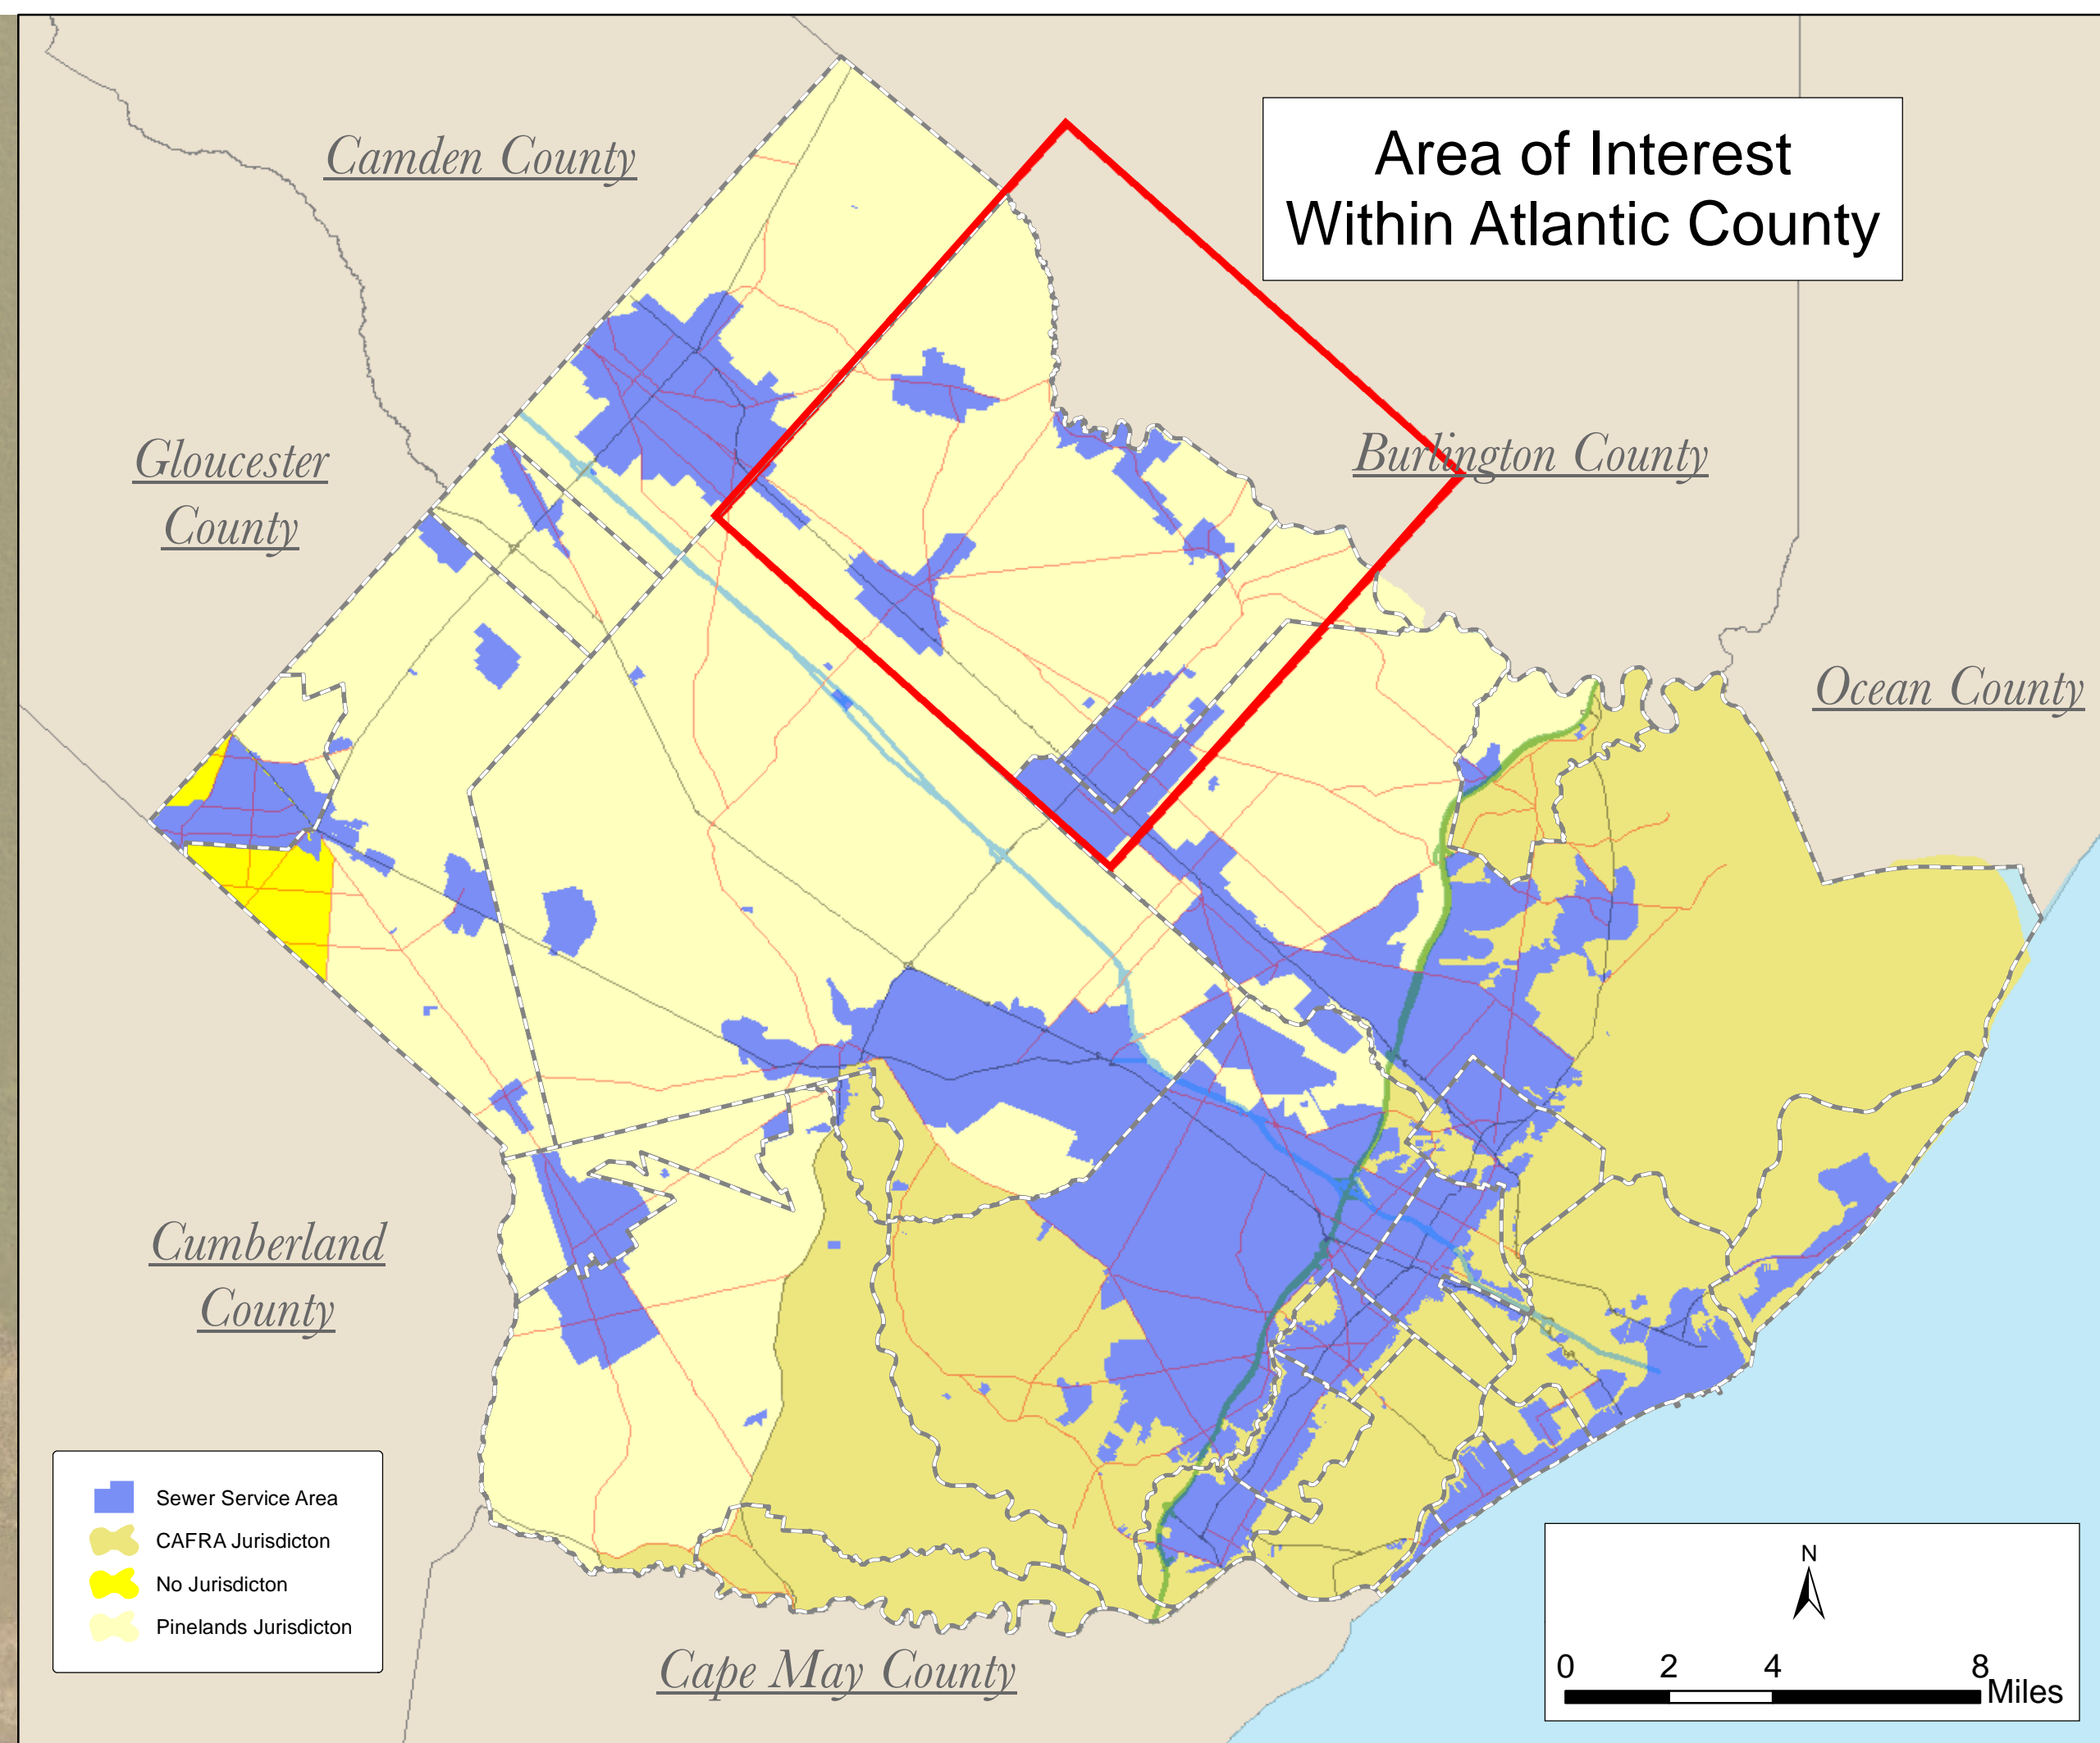 Area of Interest
Within Atlantic County
Camden County
Gloucester
County
Burlington County
Ocean County
Cumberland
County
Cape May County
Sewer Service Area
CAFRA Jurisdicton
No Jurisdicton
Pinelands Jurisdicton
N
0 2 4 8
Miles